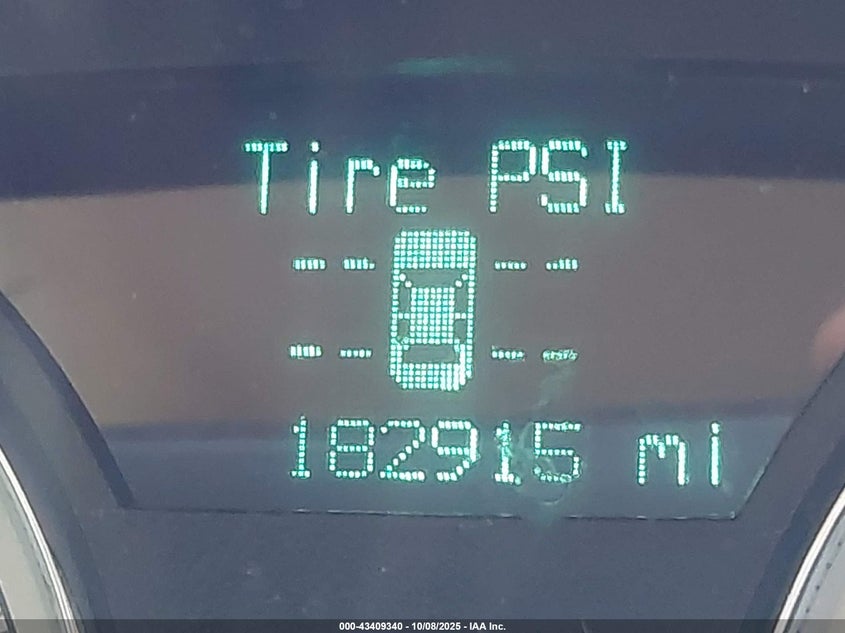 Tire PSI
-- --
-- --
182915 mi
000-43409340 - 10/08/2025 - IAA Inc.